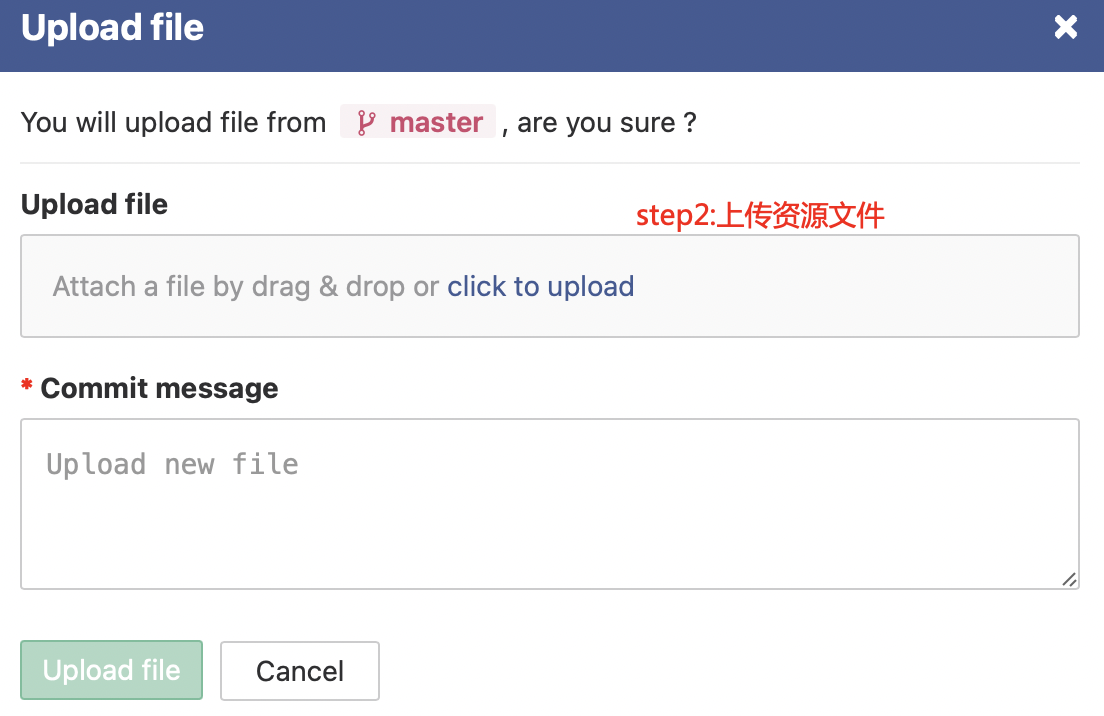 Upload file
You will upload file from master , are you sure ?
Upload file
step2:上传资源文件
Attach a file by drag & drop or click to upload
* Commit message
Upload new file
Upload file
Cancel